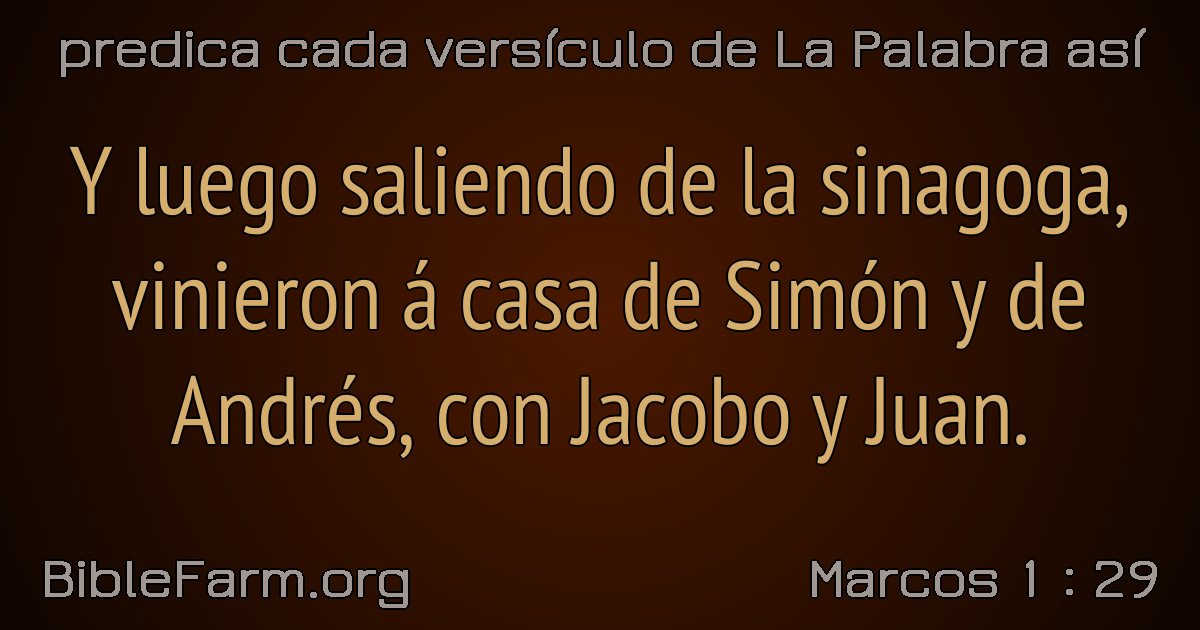 predica cada versículo de La Palabra así
Y luego saliendo de la sinagoga,
vinieron á casa de Simón y de
Andrés, con Jacobo y Juan.
BibleFarm.org
Marcos 1 : 29